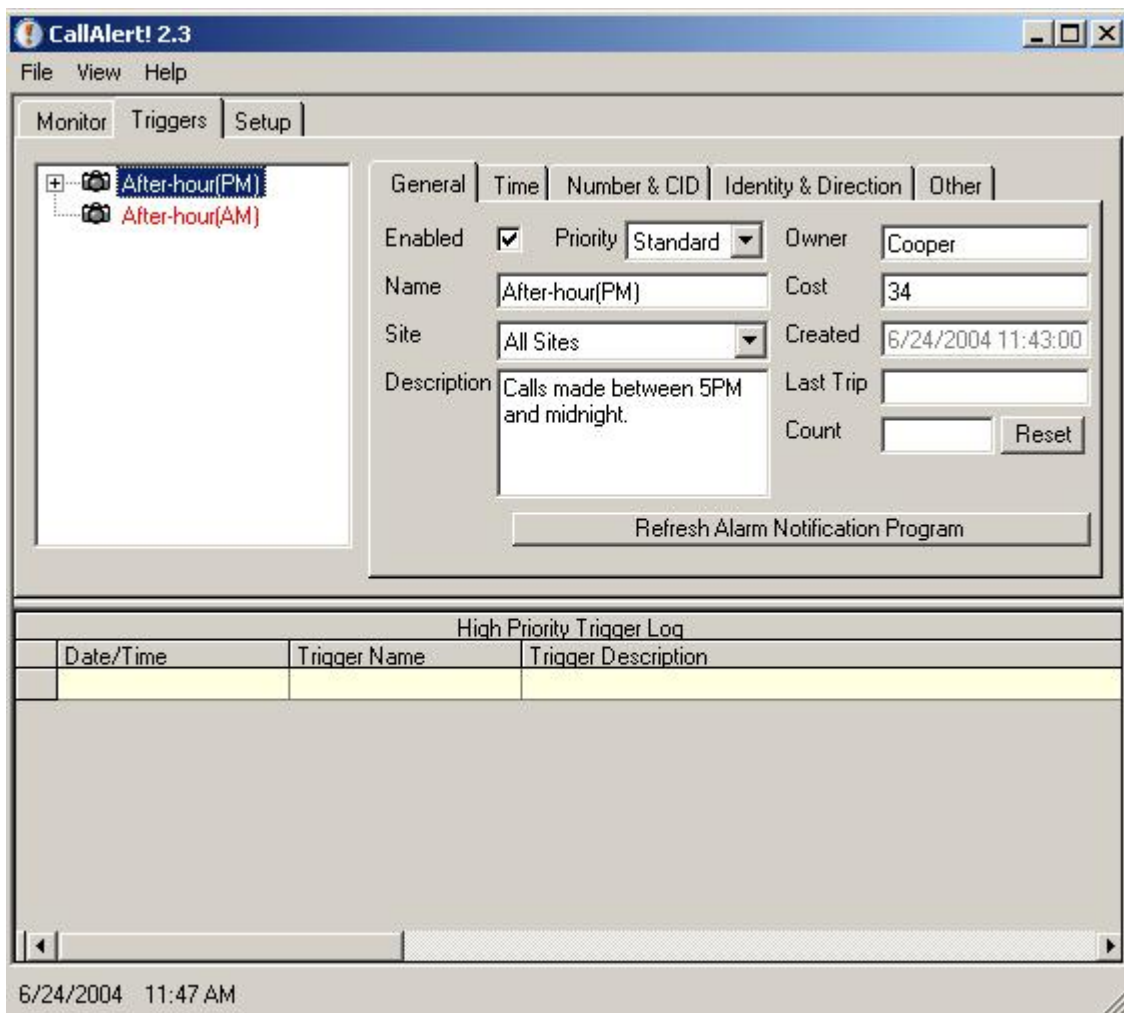 CallAlert! 2.3
File View Help
Monitor Triggers Setup
After-hour(PM)
After-hour(AM)
General Time Number & CID Identity & Direction Other
Enabled Priority Standard Owner Cooper
Name After-hour(PM) Cost 34
Site All Sites Created 6/24/2004 11:43:00
Description Calls made between 5PM
and midnight.
Last Trip
Count Reset
Refresh Alarm Notification Program
High Priority Trigger Log
Date/Time Trigger Name Trigger Description
6/24/2004 11:47 AM